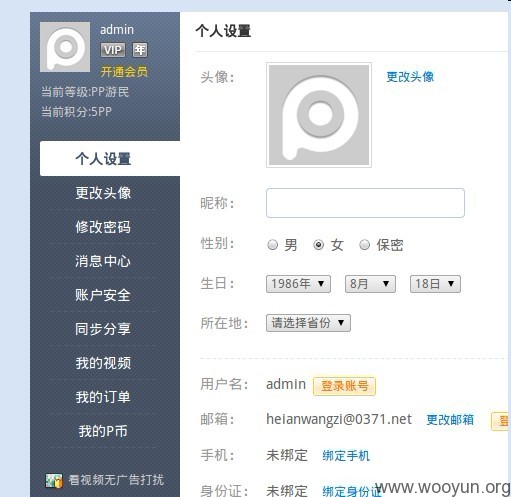 admin
VIP 年
开通会员
当前等级:PP游民
当前积分:5PP
个人设置
更改头像
修改密码
消息中心
账户安全
同步分享
我的视频
我的订单
我的P币
看视频无广告打扰
个人设置
头像: 更改头像
昵称:
性别: 男 女 保密
生日: 1986年 8月 18日
所在地: 请选择省份
用户名: admin 登录账号
邮箱: heianwangzi@0371.net 更改邮箱 登
手机: 未绑定 绑定手机
身份证: 未绑定 绑定身份证
www.wooyun.org